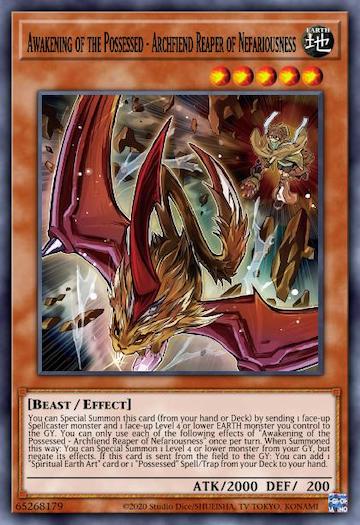 Awakening of the Possessed - Archfiend Reaper of Nefariousness
EARTH
地
[Beast / Effect]
You can Special Summon this card (from your hand or Deck) by sending 1 face-up
Spellcaster monster and 1 face-up Level 4 or lower EARTH monster you control to
the GY. You can only use each of the following effects of "Awakening of the
Possessed - Archfiend Reaper of Nefariousness" once per turn. When Summoned
this way: You can Special Summon 1 Level 4 or lower monster from your GY, but
negate its effects. If this card is sent from the field to the GY: You can add 1
"Spiritual Earth Art" card or 1 "Possessed" Spell/Trap from your Deck to your hand.
ATK/2000 DEF/ 200
65268179
©2020 Studio Dice/SHUEISHA, TV TOKYO, KONAMI